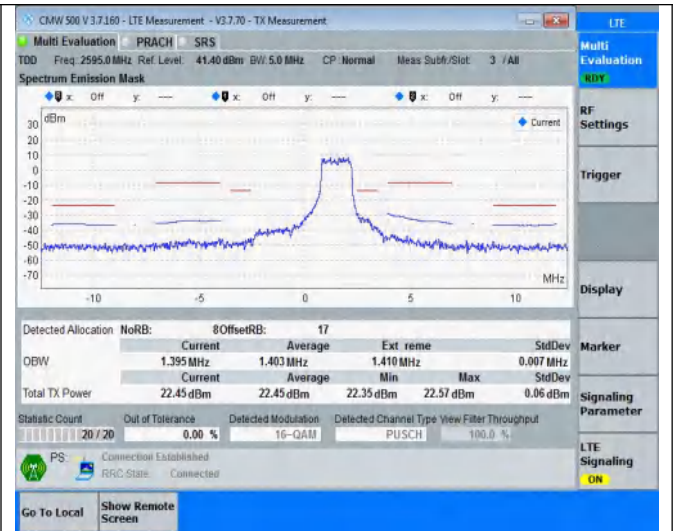 CMW 500 V 3.7.160 - LTE Measurement - V3.7.70 - TX Measurement
LTE
Multi Evaluation PRACH SRS
TDD Freq: 2595.0 MHz Ref. Level: 41.40 dBm BW: 5.0 MHz CP: Normal Meas Subfr./Slot: 3 / All
Spectrum Emission Mask
x: Off y: --- x: Off y: --- x: Off y: ---
dBm
Current
30
20
10
0
-10
-20
-30
-40
-50
-60
-70
MHz
-10 -5 0 5 10
Detected Allocation NoRB: 8 OffsetRB: 17
Current Average Ext reme StdDev
OBW 1.395 MHz 1.403 MHz 1.410 MHz 0.007 MHz
Current Average Min Max StdDev
Total TX Power 22.45 dBm 22.45 dBm 22.35 dBm 22.57 dBm 0.06 dBm
Statistic Count Out of Tolerance Detected Modulation Detected Channel Type View Filter Throughput
20 / 20 0.00 % 16-QAM PUSCH 100.0 %
PS: Connection Established
RRC State Connected
Multi
Evaluation
RDY
RF
Settings
Trigger
Display
Marker
Signaling
Parameter
LTE
Signaling
ON
Go To Local
Show Remote
Screen